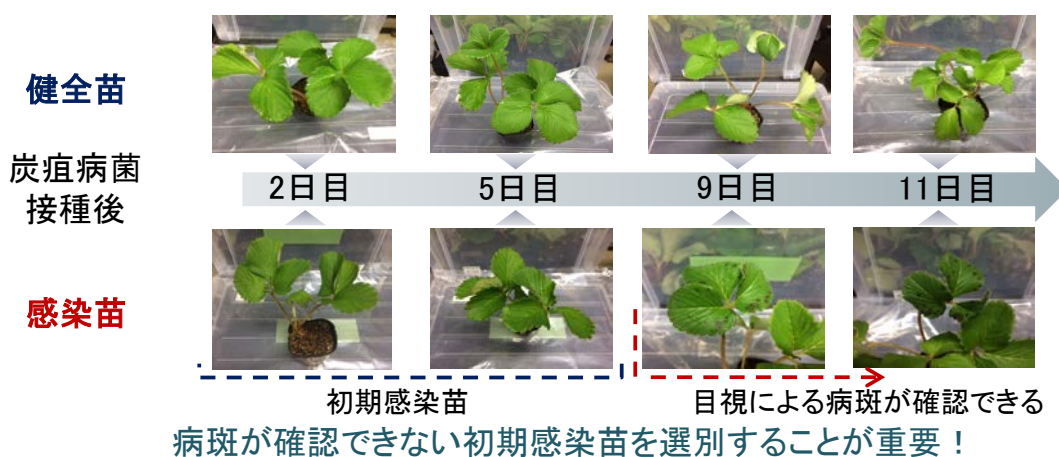 健全苗
炭疽病菌
接種後
2日目
5日目
9日目
11日目
感染苗
初期感染苗
目視による病斑が確認できる
病斑が確認できない初期感染苗を選別することが重要！